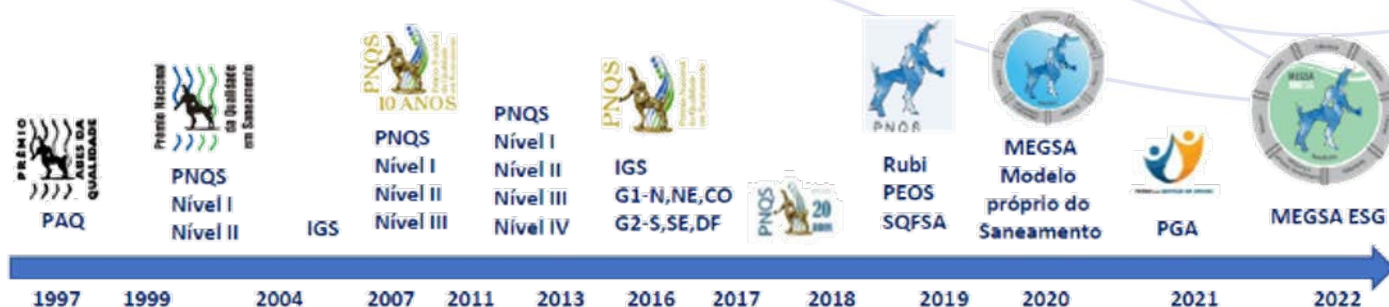 PRÊMIO
ABES DA
QUALIDADE
PAQ
Prêmio Nacional
da Qualidade
em Saneamento
PNQS
Nível I
Nível II
IGS
PNQS
10 ANOS
PNQS
Nível I
Nível II
Nível III
PNQS
Nível I
Nível II
Nível III
Nível IV
PNQS
IGS
G1-N,NE,CO
G2-S,SE,DF
PNQS
20
PNQS
Rubi
PEOS
SQFSA
MEGSA
Modelo
próprio do
Saneamento
PGA
MEGSA
MEGSA ESG
1997
1999
2004
2007
2011
2013
2016
2017
2018
2019
2020
2021
2022